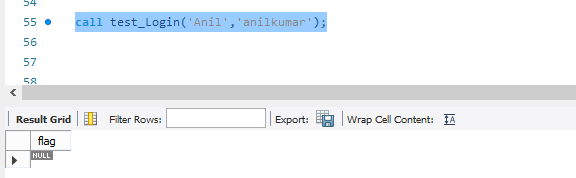 54
55 call test_Login('Anil','anilkumar');
56
57
58
Result Grid Filter Rows: Export: Wrap Cell Content:
flag
NULL